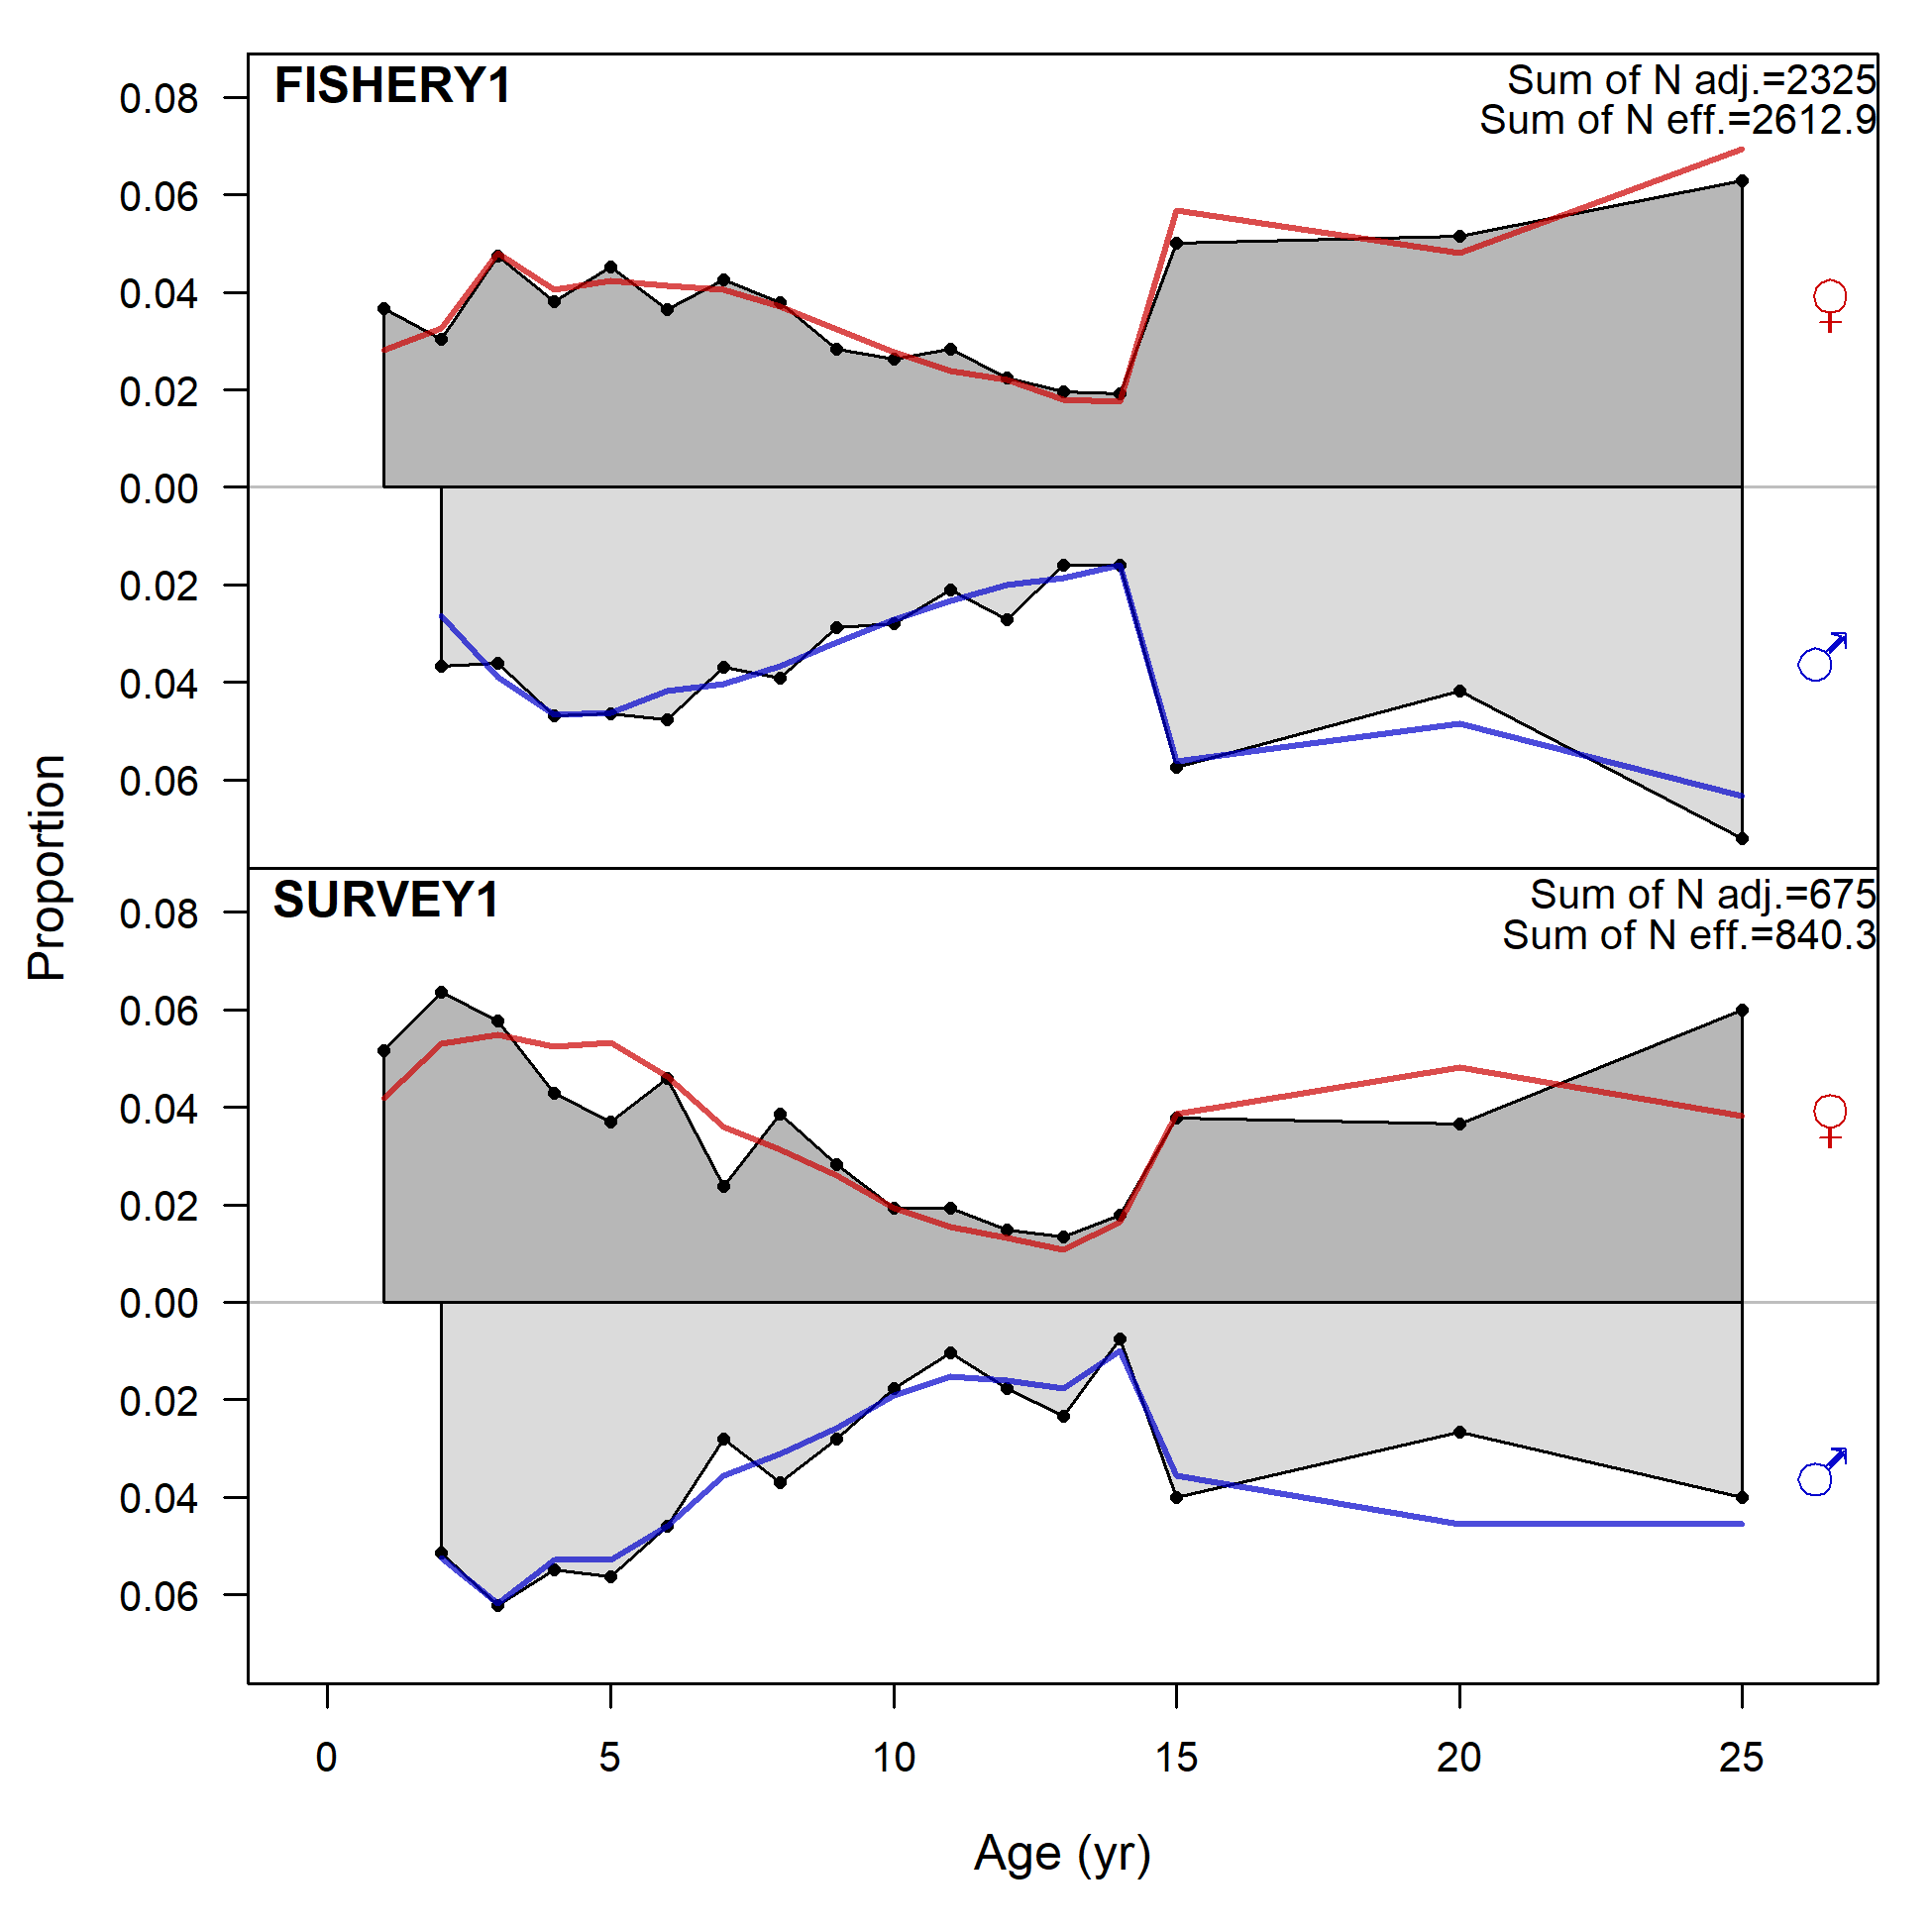 FISHERY1
Sum of N adj.=2325
Sum of N eff.=2612.9
0.08
0.06
0.04
0.02
0.00
0.02
0.04
0.06
♀
♂
Proportion
SURVEY1
Sum of N adj.=675
Sum of N eff.=840.3
0.08
0.06
0.04
0.02
0.00
0.02
0.04
0.06
♀
♂
0 5 10 15 20 25
Age (yr)